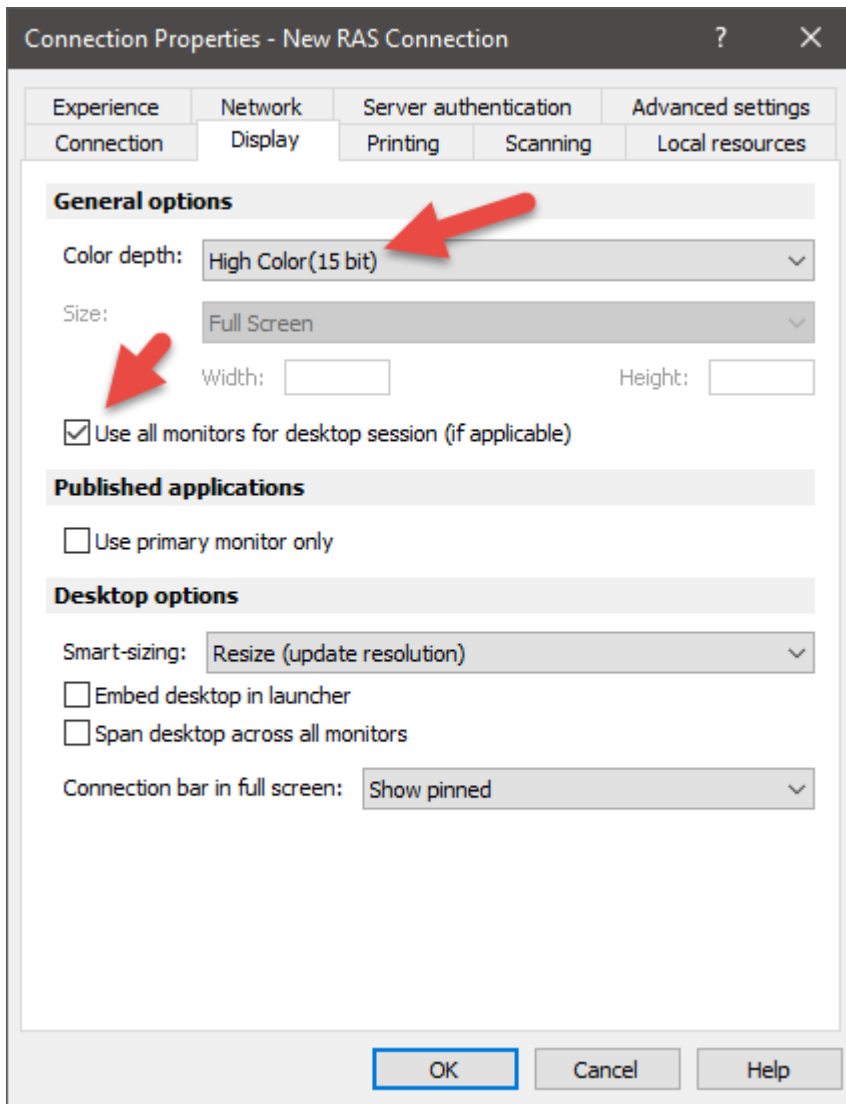 Connection Properties - New RAS Connection ?
Experience Network Server authentication Advanced settings
Connection Display Printing Scanning Local resources
General options
Color depth: High Color(15 bit)
Size: Full Screen
Width: Height:
Use all monitors for desktop session (if applicable)
Published applications
Use primary monitor only
Desktop options
Smart-sizing: Resize (update resolution)
Embed desktop in launcher
Span desktop across all monitors
Connection bar in full screen: Show pinned
OK Cancel Help